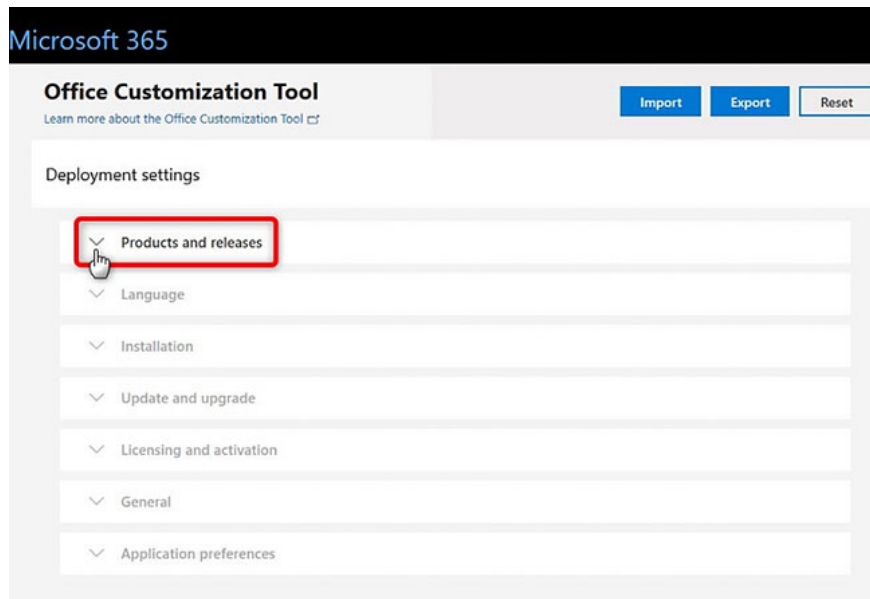 Microsoft 365
Office Customization Tool
Learn more about the Office Customization Tool
Import
Export
Reset
Deployment settings
Products and releases
Language
Installation
Update and upgrade
Licensing and activation
General
Application preferences